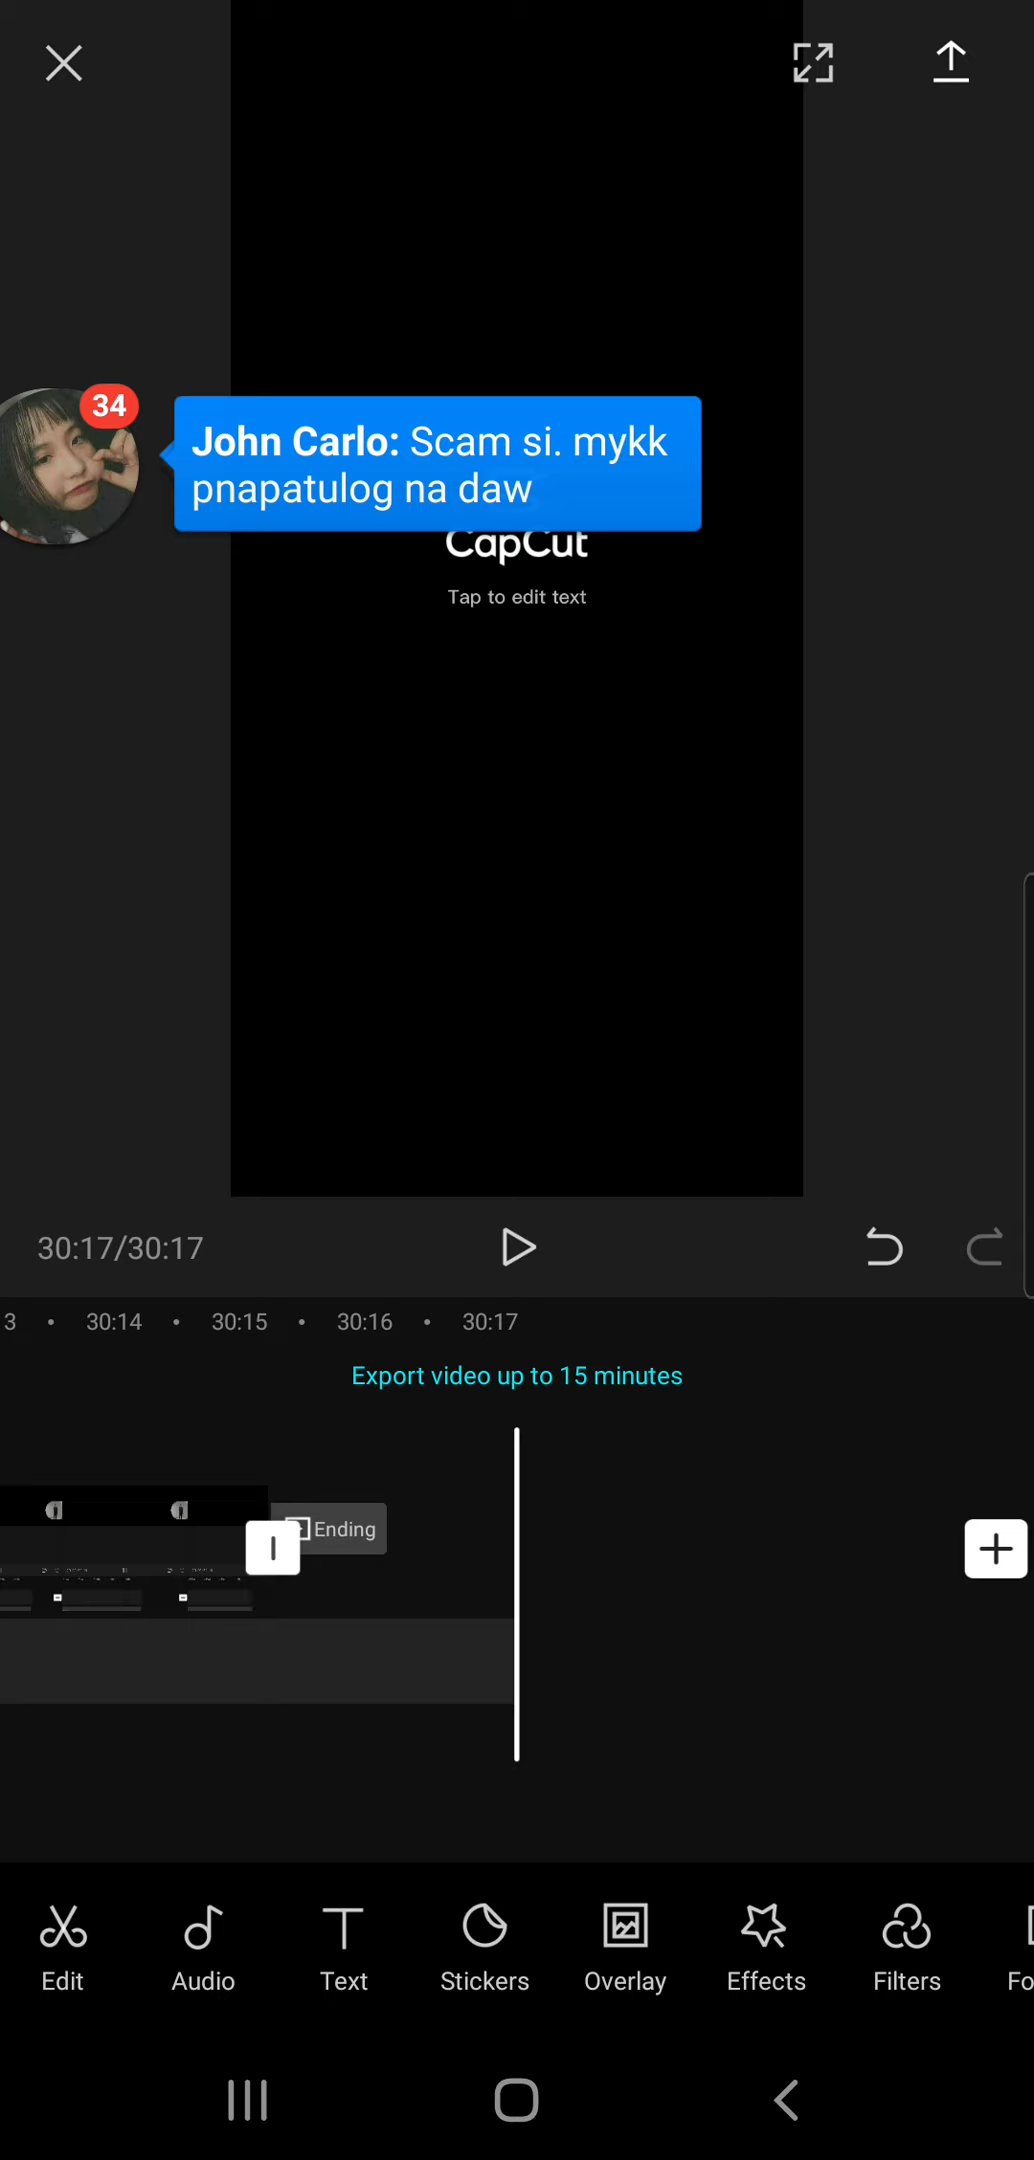 34
John Carlo: Scam si. mykk
pnapatulog na daw
CapCut
Tap to edit text
30:17/30:17
3 • 30:14 • 30:15 • 30:16 • 30:17
Export video up to 15 minutes
Ending
Edit
Audio
Text
Stickers
Overlay
Effects
Filters
Fo